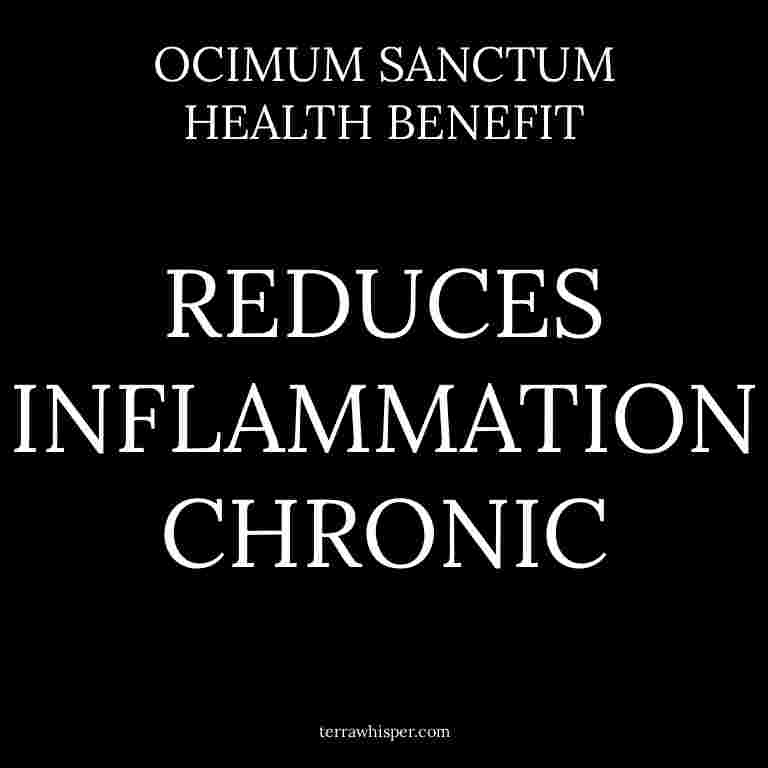 OCIMUM SANCTUM
HEALTH BENEFIT
REDUCES
INFLAMMATION
CHRONIC
terrawhisper.com